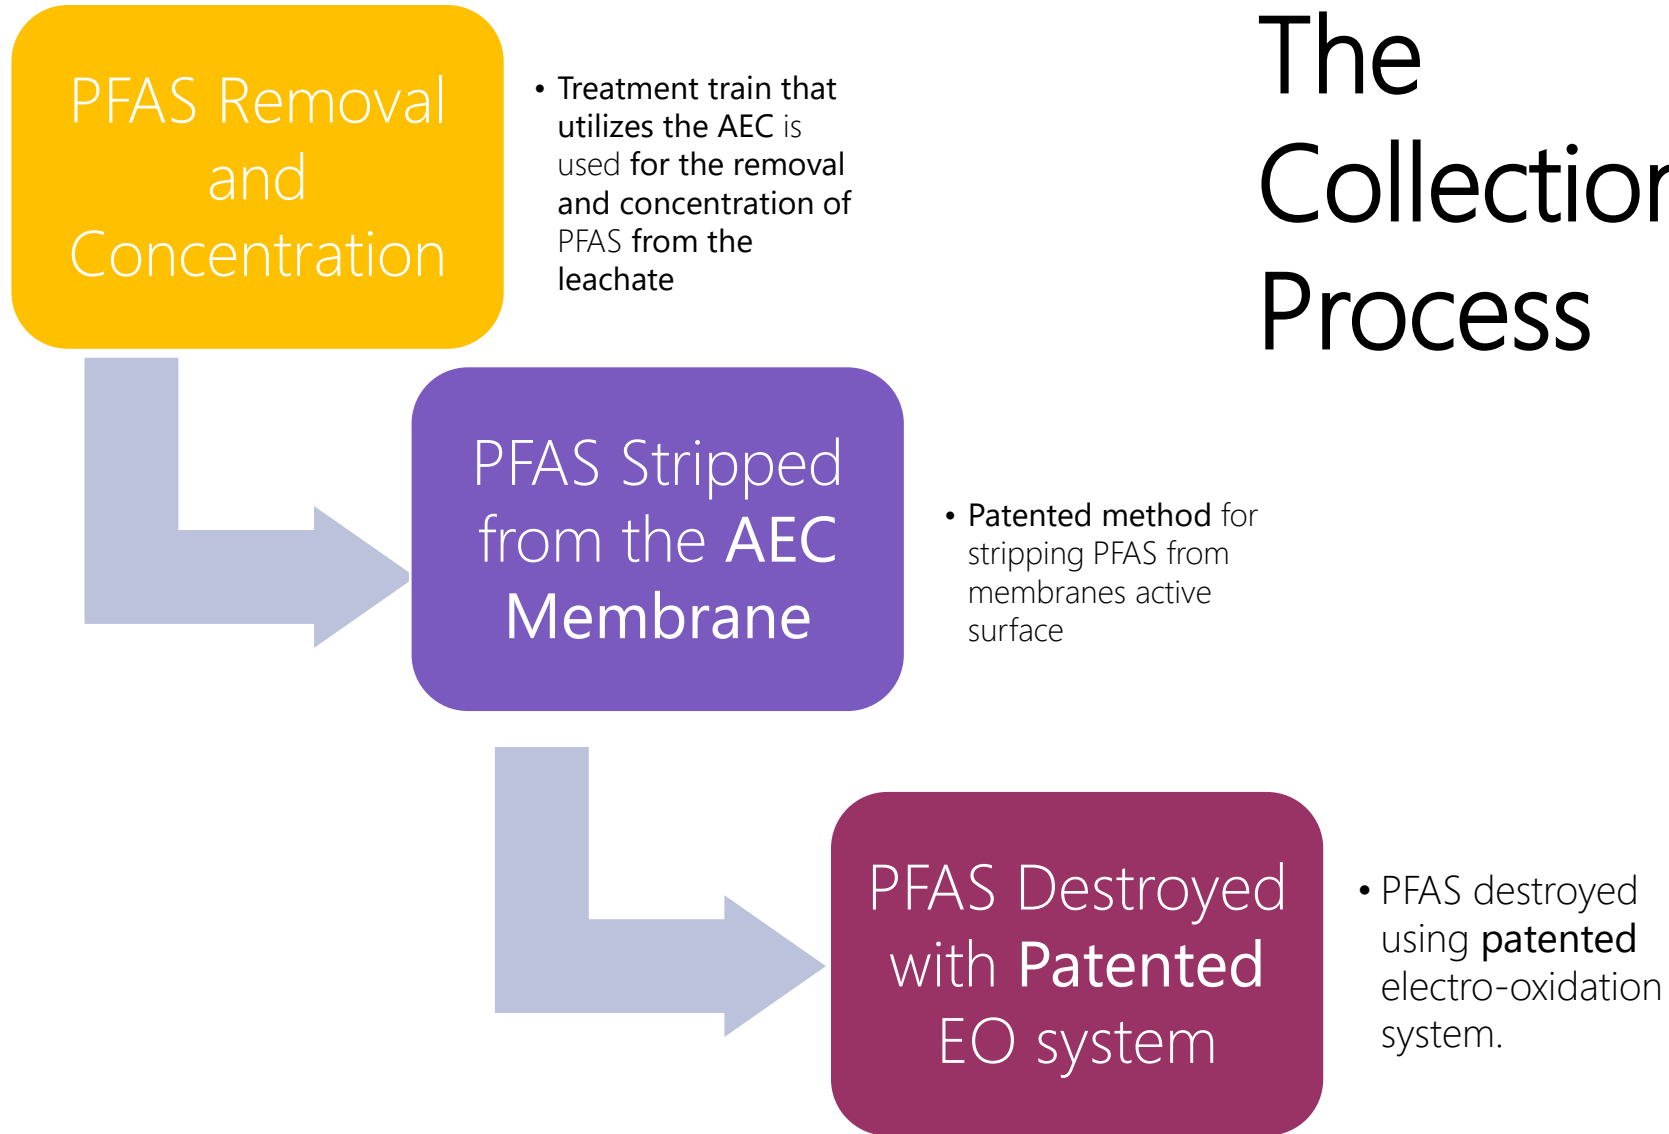 The
Collection
Process
PFAS Removal
and
Concentration
• Treatment train that
utilizes the AEC is
used for the removal
and concentration of
PFAS from the
leachate
PFAS Stripped
from the AEC
Membrane
• Patented method for
stripping PFAS from
membranes active
surface
PFAS Destroyed
with Patented
EO system
• PFAS destroyed
using patented
electro-oxidation
system.